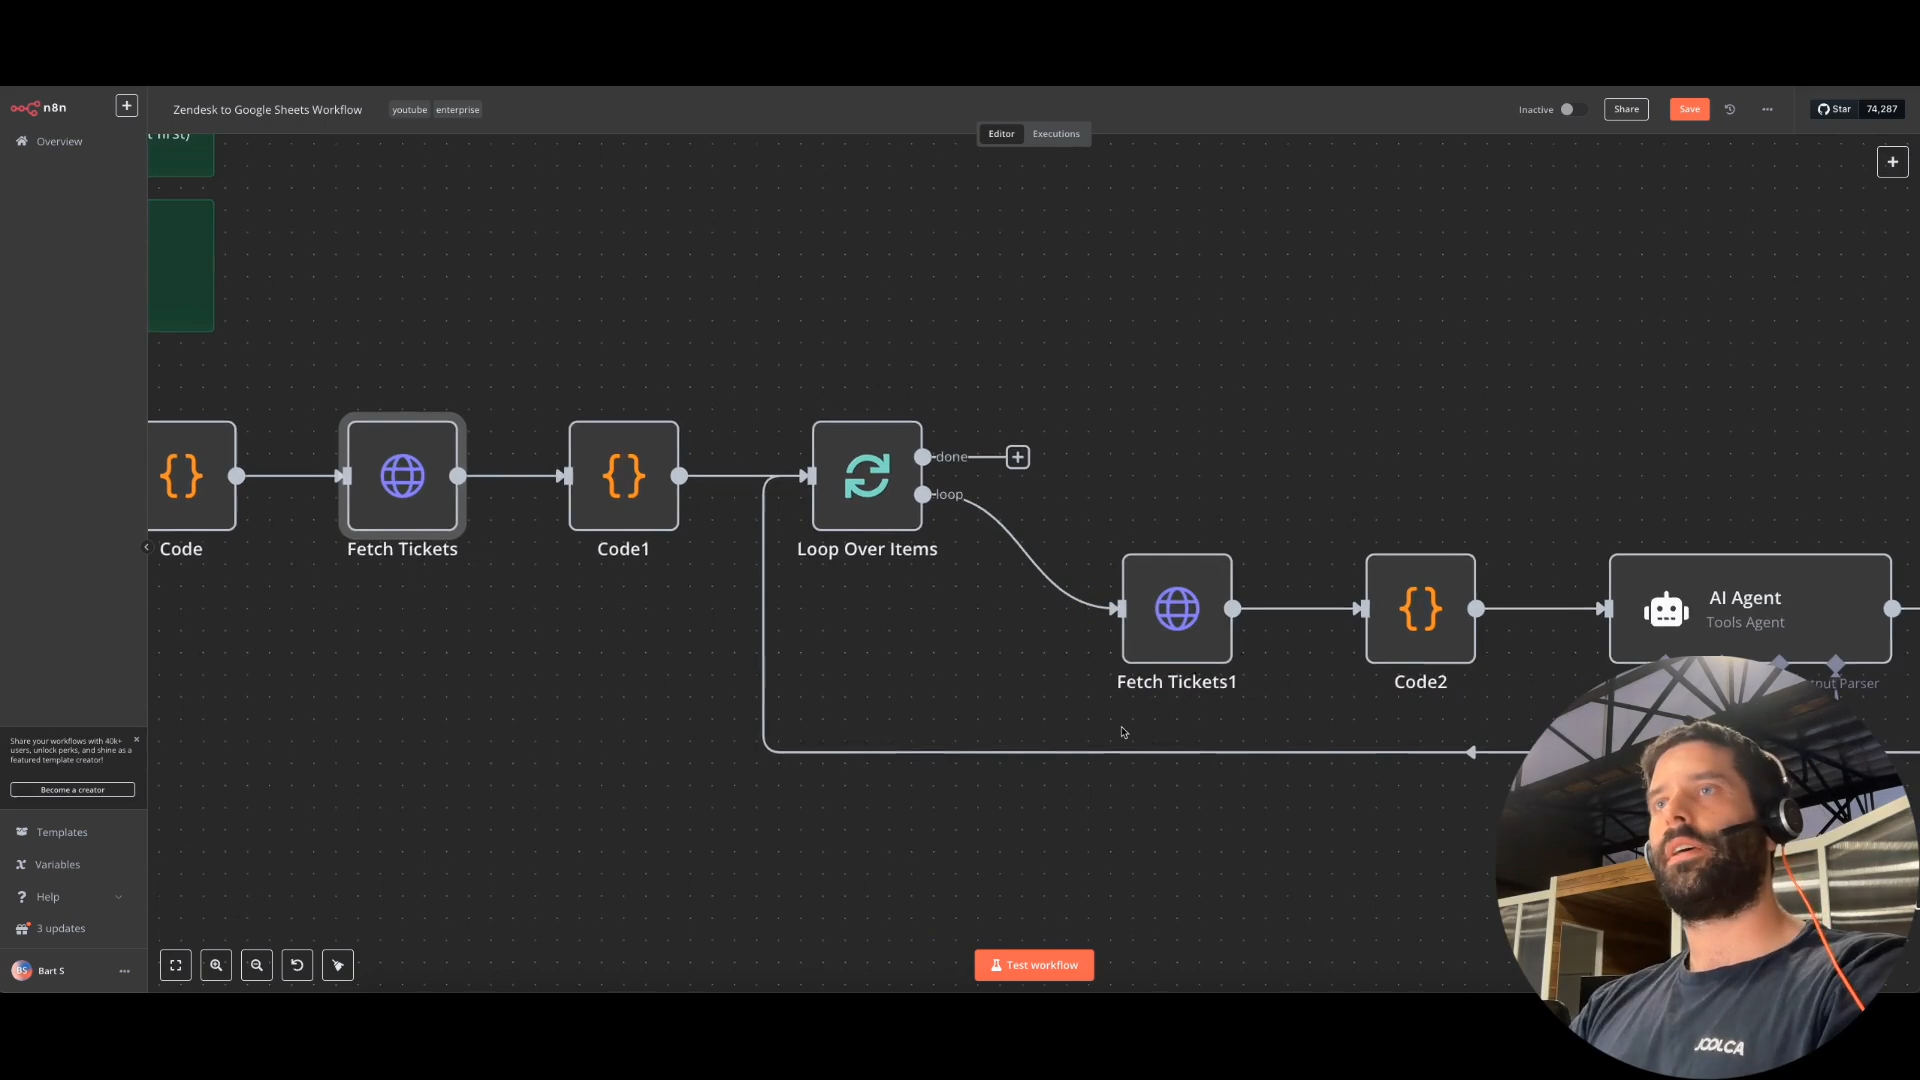 n8n
Zendesk to Google Sheets Workflow
youtube
enterprise
Inactive
Share
Save
Star
74,287
Editor
Executions
Overview
first)
done
loop
Code
Fetch Tickets
Code1
Loop Over Items
AI Agent
Tools Agent
Fetch Tickets1
Code2
Parser
Share your workflows with 40k+
users, unlock perks, and shine as a
featured template creator!
Become a creator
Templates
Variables
Help
3 updates
BS
Bart S
Test workflow
JOOLCA